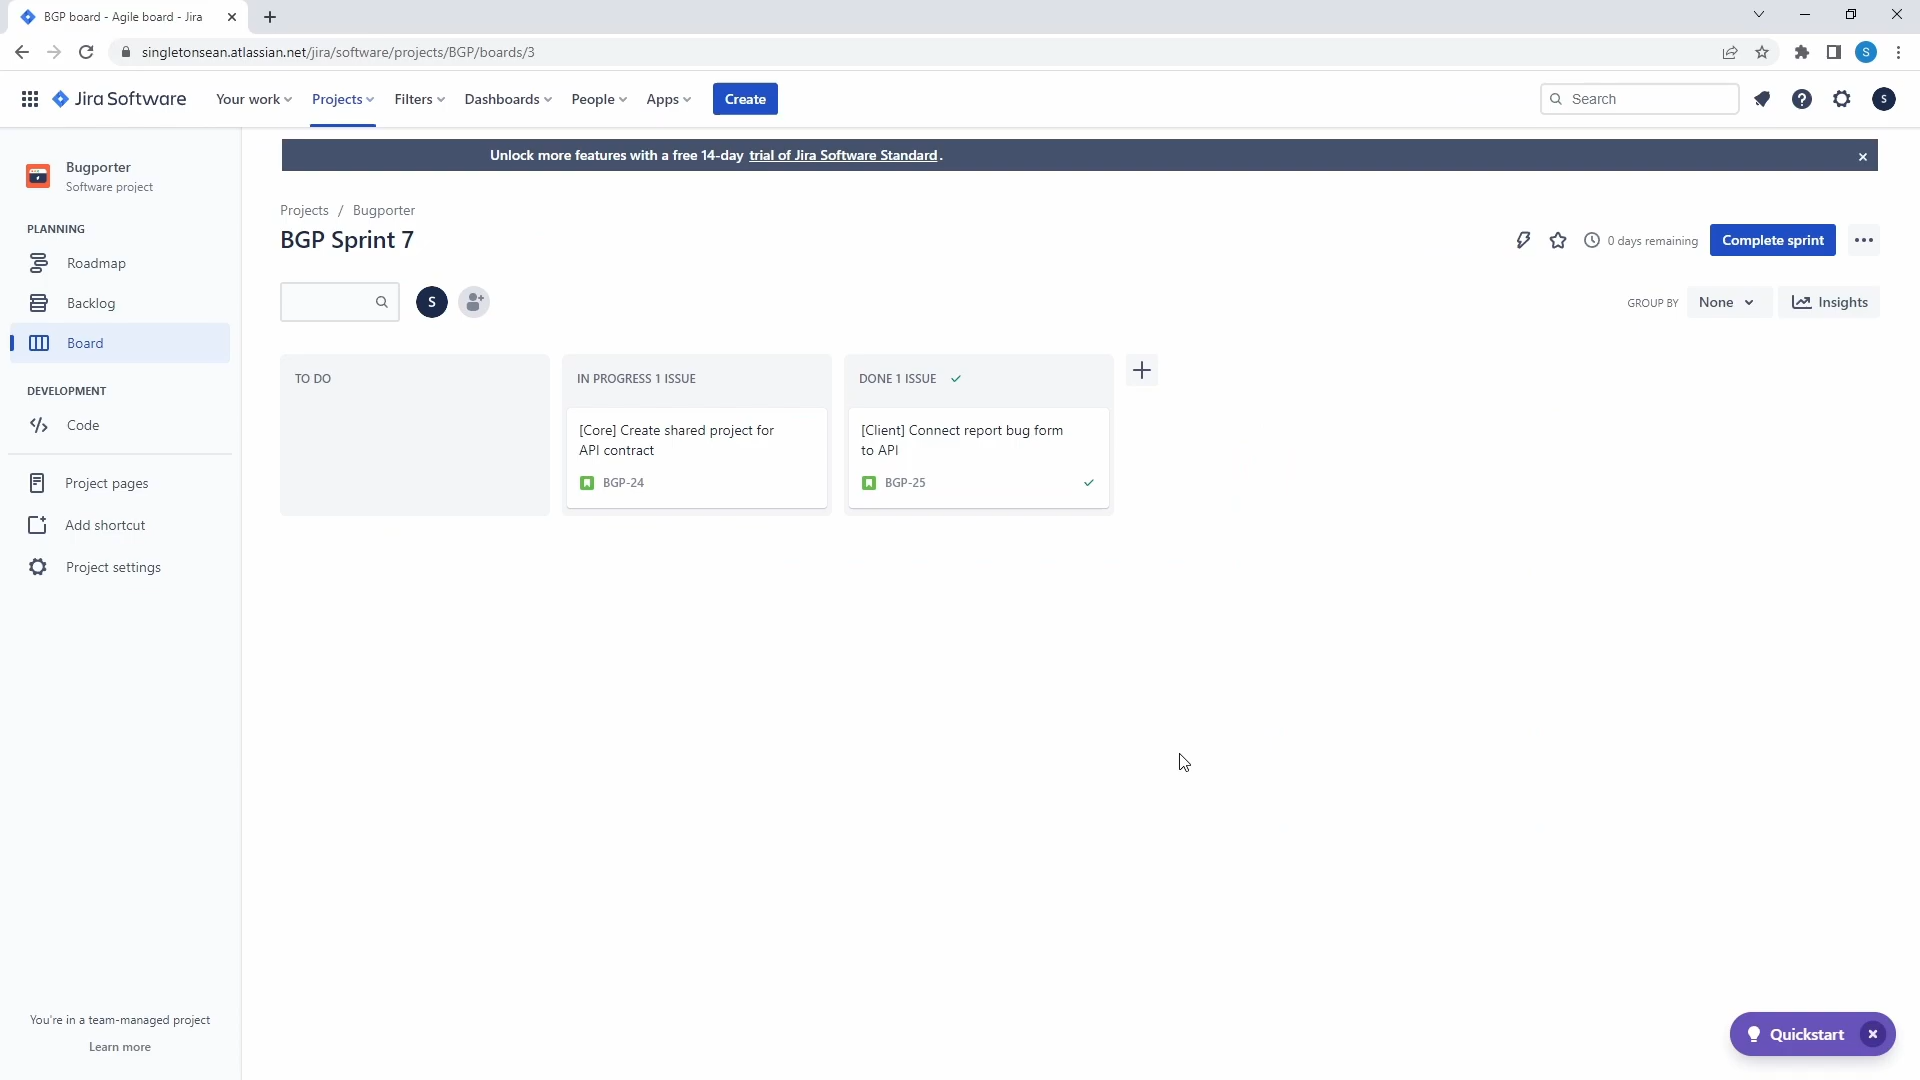 BGP board - Agile board - Jira
singletonsean.atlassian.net/jira/software/projects/BGP/boards/3
S
Jira Software
Your work
Projects
Filters
Dashboards
People
Apps
Create
Search
S
Bugporter
Software project
PLANNING
Roadmap
Backlog
Board
DEVELOPMENT
Code
Project pages
Add shortcut
Project settings
You're in a team-managed project
Learn more
Unlock more features with a free 14-day trial of Jira Software Standard.
Projects / Bugporter
BGP Sprint 7
0 days remaining
Complete sprint
S
GROUP BY
None
Insights
TO DO
IN PROGRESS 1 ISSUE
[Core] Create shared project for
API contract
BGP-24
DONE 1 ISSUE
[Client] Connect report bug form
to API
BGP-25
Quickstart